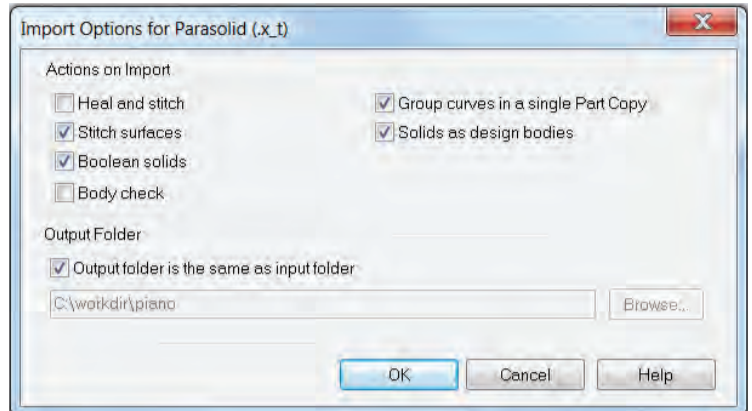 Import Options for Parasolid (.x_t)
Actions on Import
Heal and stitch
Group curves in a single Part Copy
Stitch surfaces
Solids as design bodies
Boolean solids
Body check
Output Folder
Output folder is the same as input folder
C:\workdir\piano
Browse...
OK
Cancel
Help